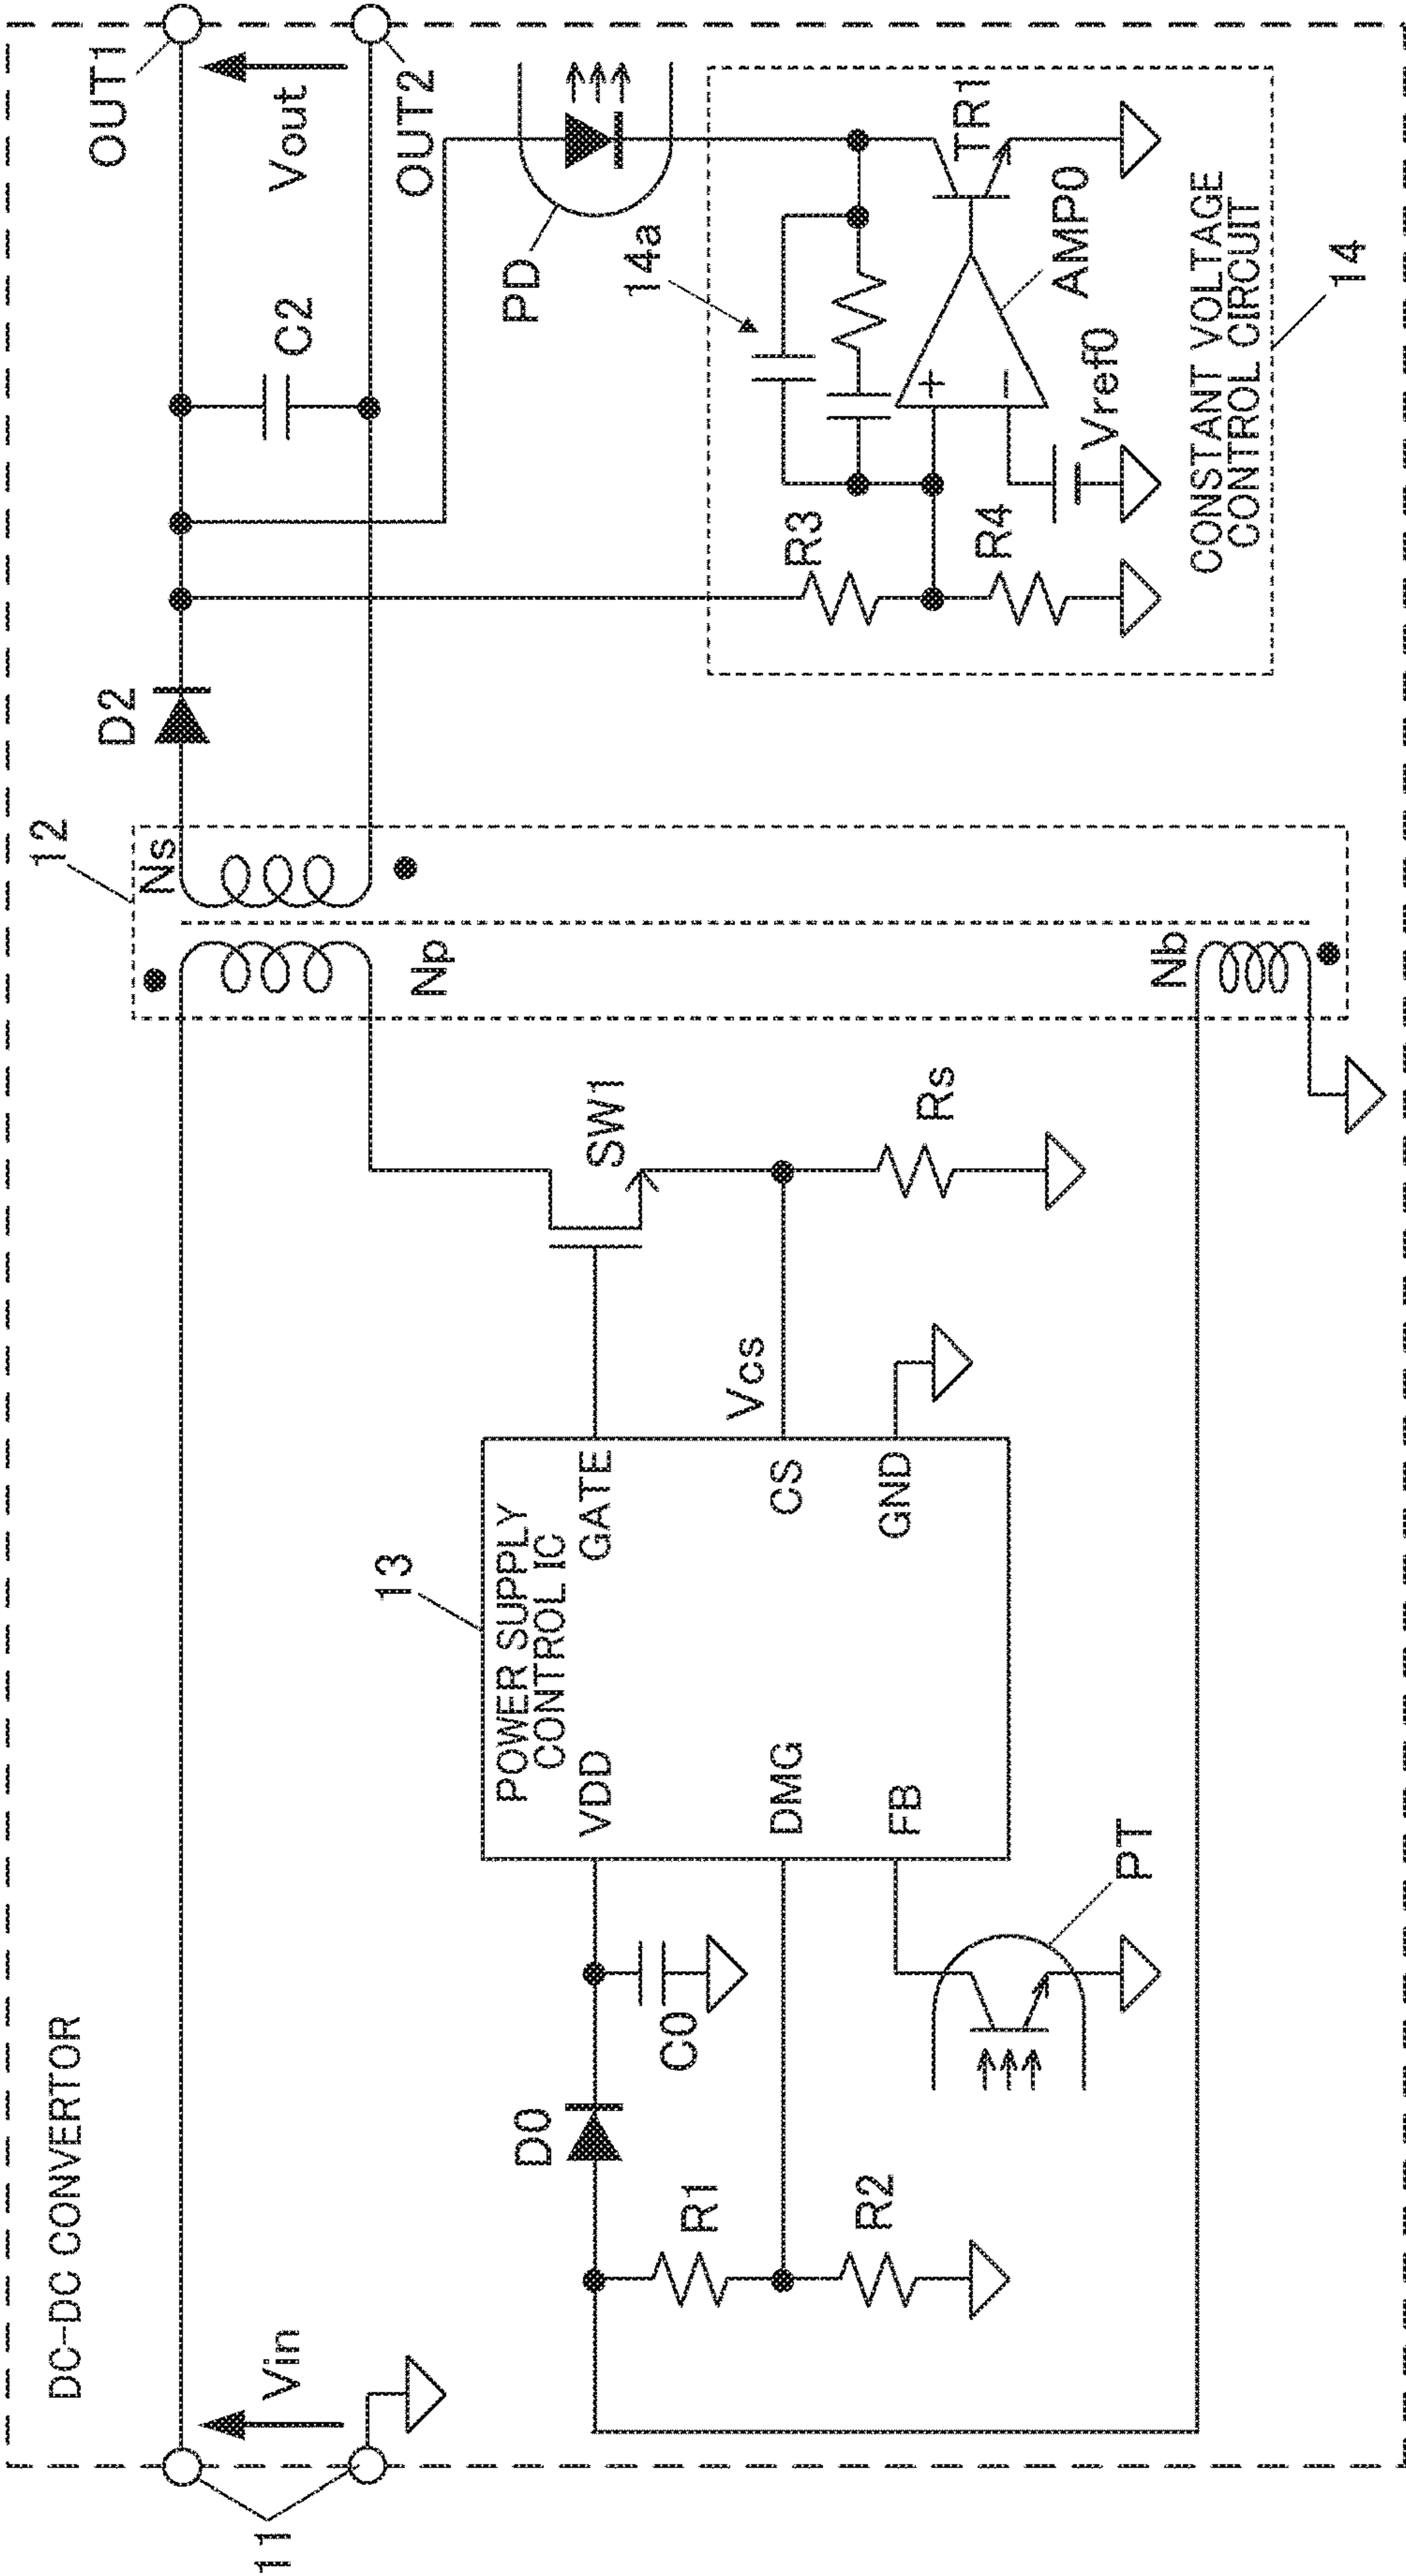 DC-DC CONVERTOR
11
Vin
12
Np
Ns
D2
C2
OUT1
Vout
OUT2
13
POWER SUPPLY
CONTROL IC
VDD
GATE
DMG
CS
FB
GND
Vcs
SW1
Rs
D0
C0
R1
R2
PT
Nb
PD
14a
R3
R4
TR1
+
−
AMP0
Vref0
CONSTANT VOLTAGE
CONTROL CIRCUIT
14